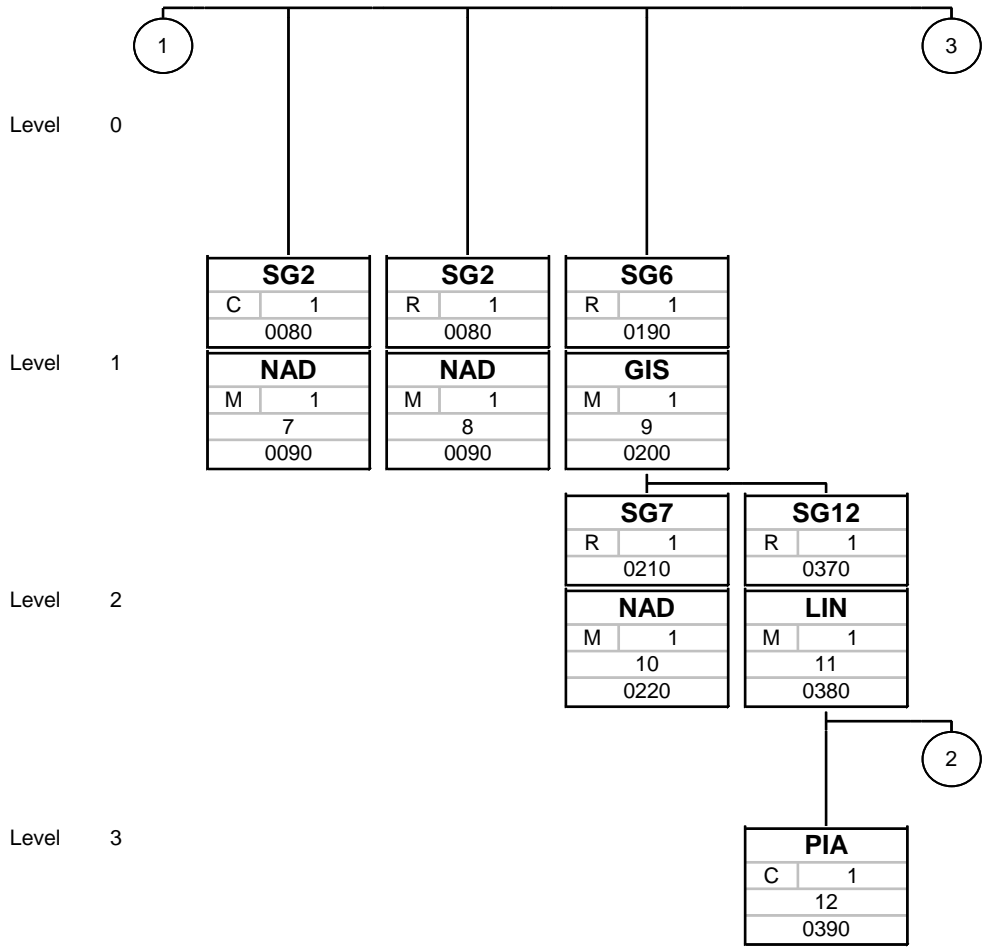 1 3
Level 0
SG2 SG2 SG6
C 1 R 1 R 1
0080 0080 0190
Level 1
NAD NAD GIS
M 1 M 1 M 1
7 8 9
0090 0090 0200
SG7 SG12
R 1 R 1
0210 0370
Level 2
NAD LIN
M 1 M 1
10 11
0220 0380
2
Level 3
PIA
C 1
12
0390